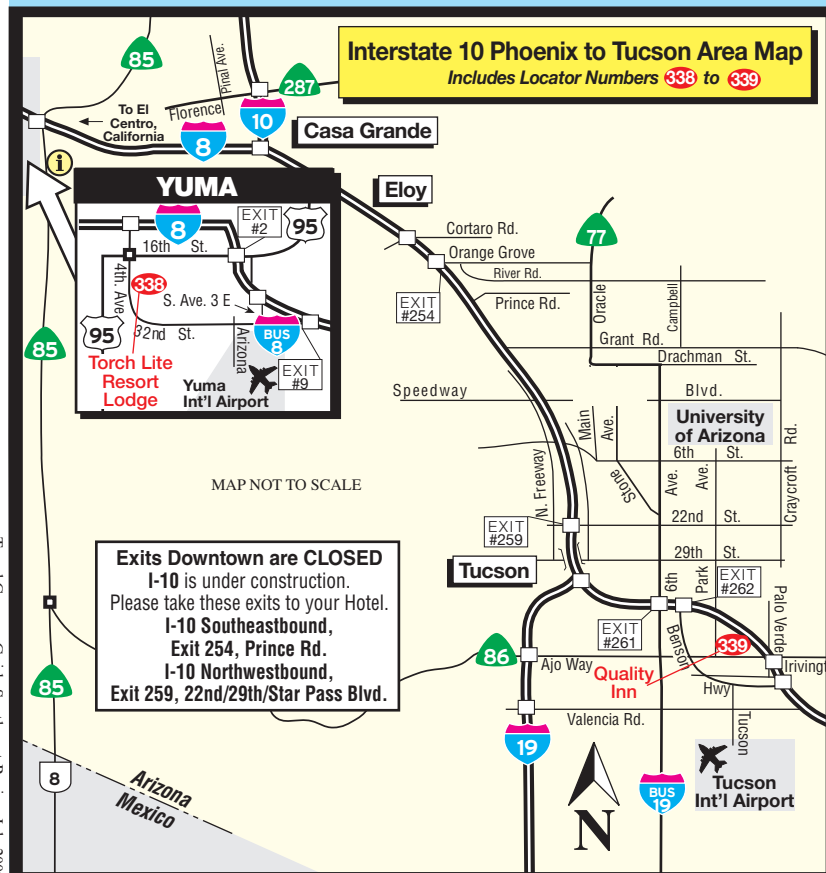 Interstate 10 Phoenix to Tucson Area Map
Includes Locator Numbers 338 to 339
85
Pinal Ave.
287
To El
Centro,
California
Florence
8
10
Casa Grande
i
Eloy
YUMA
8
EXIT
#2
95
16th St.
4th. Ave
338
S. Ave. 3 E
95
32nd St.
Arizona
BUS
8
EXIT
#9
Torch Lite
Resort
Lodge
Yuma
Int'l Airport
85
Cortaro Rd.
77
Orange Grove
River Rd.
EXIT
#254
Prince Rd.
Oracle
Campbell
Grant Rd.
Drachman St.
Speedway
Blvd.
Main
Ave.
University
of Arizona
Rd.
6th St.
MAP NOT TO SCALE
N. Freeway
Stone
Ave.
Ave.
Craycroft
EXIT
#259
22nd St.
29th St.
Exits Downtown are CLOSED
I-10 is under construction.
Please take these exits to your Hotel.
I-10 Southeastbound,
Exit 254, Prince Rd.
I-10 Northwestbound,
Exit 259, 22nd/29th/Star Pass Blvd.
Tucson
6th
Park
EXIT
#262
Palo Verde
EXIT
#261
Benson
339
86
Ajo Way
Irivingt
Quality
Inn
Hwy
85
Valencia Rd.
Tucson
19
8
Arizona
Mexico
N
BUS
19
Tucson
Int'l Airport